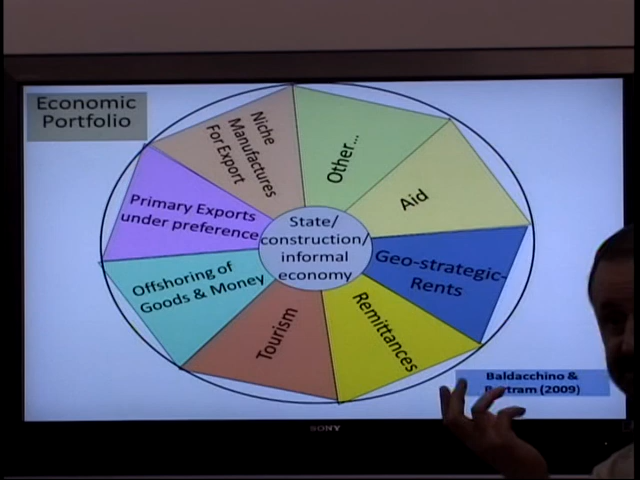 Economic
Portfolio
Niche
Manufactures
For Export
Other...
Aid
Primary Exports
under preference
State/
construction/
informal
economy
Geo-strategic-
Rents
Offshoring of
Goods & Money
Tourism
Remittances
Baldacchino &
Bertram (2009)
SONY